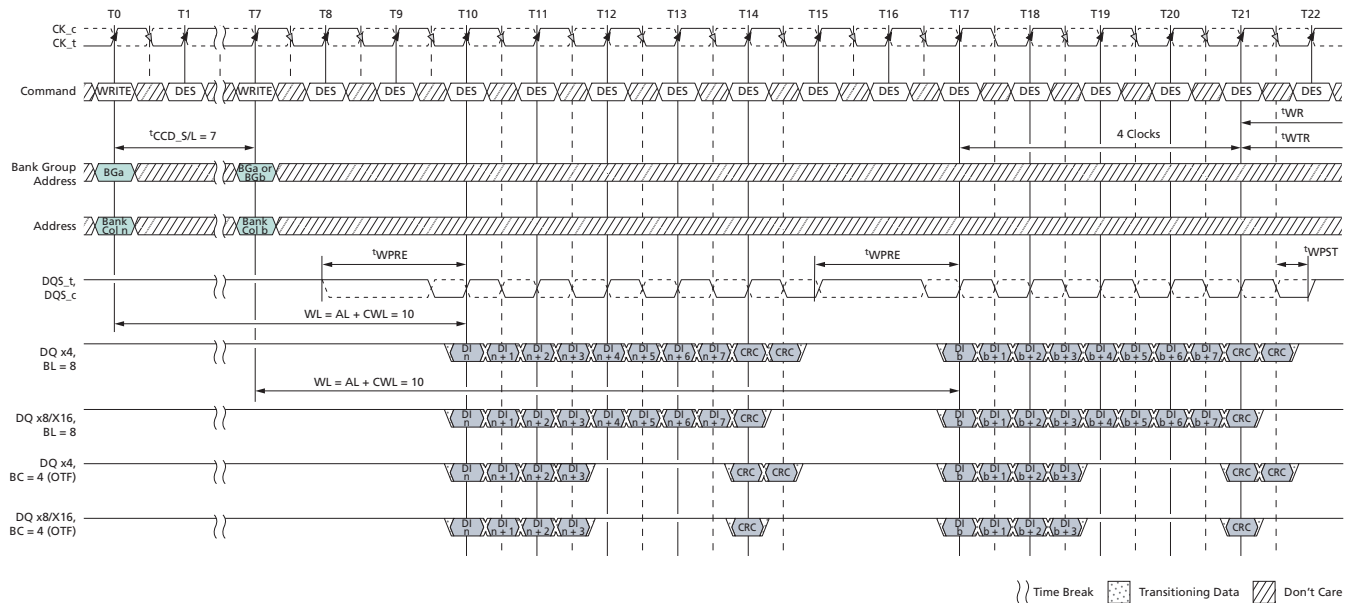 T0 T1 T7 T8 T9 T10 T11 T12 T13 T14 T15 T16 T17 T18 T19 T20 T21 T22
CK_c
CK_t
Command WRITE DES WRITE DES DES DES DES DES DES DES DES DES DES DES DES DES DES DES
tWR
tCCD_S/L = 7
4 Clocks
tWTR
Bank Group
Address
BGa
BGa or
BGb
Address
Bank
Col n
Bank
Col b
tWPRE tWPRE tWPST
DQS_t,
DQS_c
WL = AL + CWL = 10
DQ x4,
BL = 8
DI n DI n + 1 DI n + 2 DI n + 3 DI n + 4 DI n + 5 DI n + 6 DI n + 7 CRC CRC DI b DI b + 1 DI b + 2 DI b + 3 DI b + 4 DI b + 5 DI b + 6 DI b + 7 CRC CRC
WL = AL + CWL = 10
DQ x8/X16,
BL = 8
DI n DI n + 1 DI n + 2 DI n + 3 DI n + 4 DI n + 5 DI n + 6 DI n + 7 CRC DI b DI b + 1 DI b + 2 DI b + 3 DI b + 4 DI b + 5 DI b + 6 DI b + 7 CRC
DQ x4,
BC = 4 (OTF)
DI n DI n + 1 DI n + 2 DI n + 3 CRC CRC DI b DI b + 1 DI b + 2 DI b + 3 CRC CRC
DQ x8/X16,
BC = 4 (OTF)
DI n DI n + 1 DI n + 2 DI n + 3 CRC DI b DI b + 1 DI b + 2 DI b + 3 CRC
Time Break Transitioning Data Don't Care